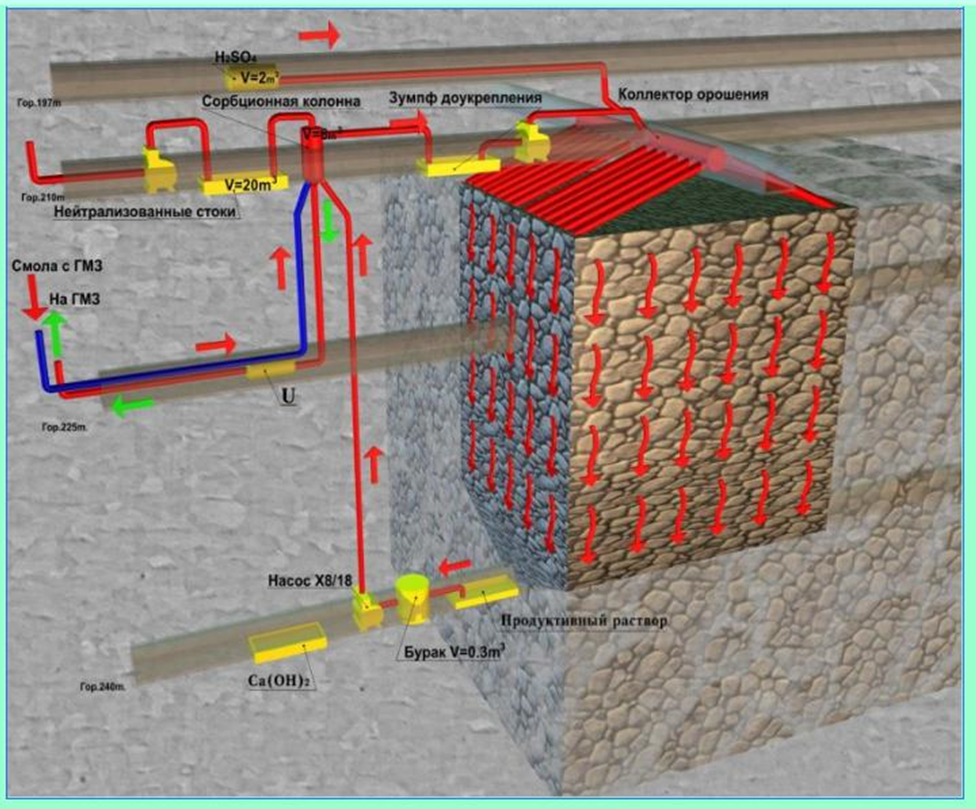 H₂SO₄
V=2m³
Гор.197m
Сорбционная колонна
Зумпф доукрепления
Коллектор орошения
V=8m³
V=20m³
Гор.210m
Нейтрализованные стоки
Смола с ГМЗ
На ГМЗ
U
Гор.225m.
Насос Х8/18
Продуктивный раствор
Бурак V=0.3m³
Ca(OH)₂
Гор.240m.